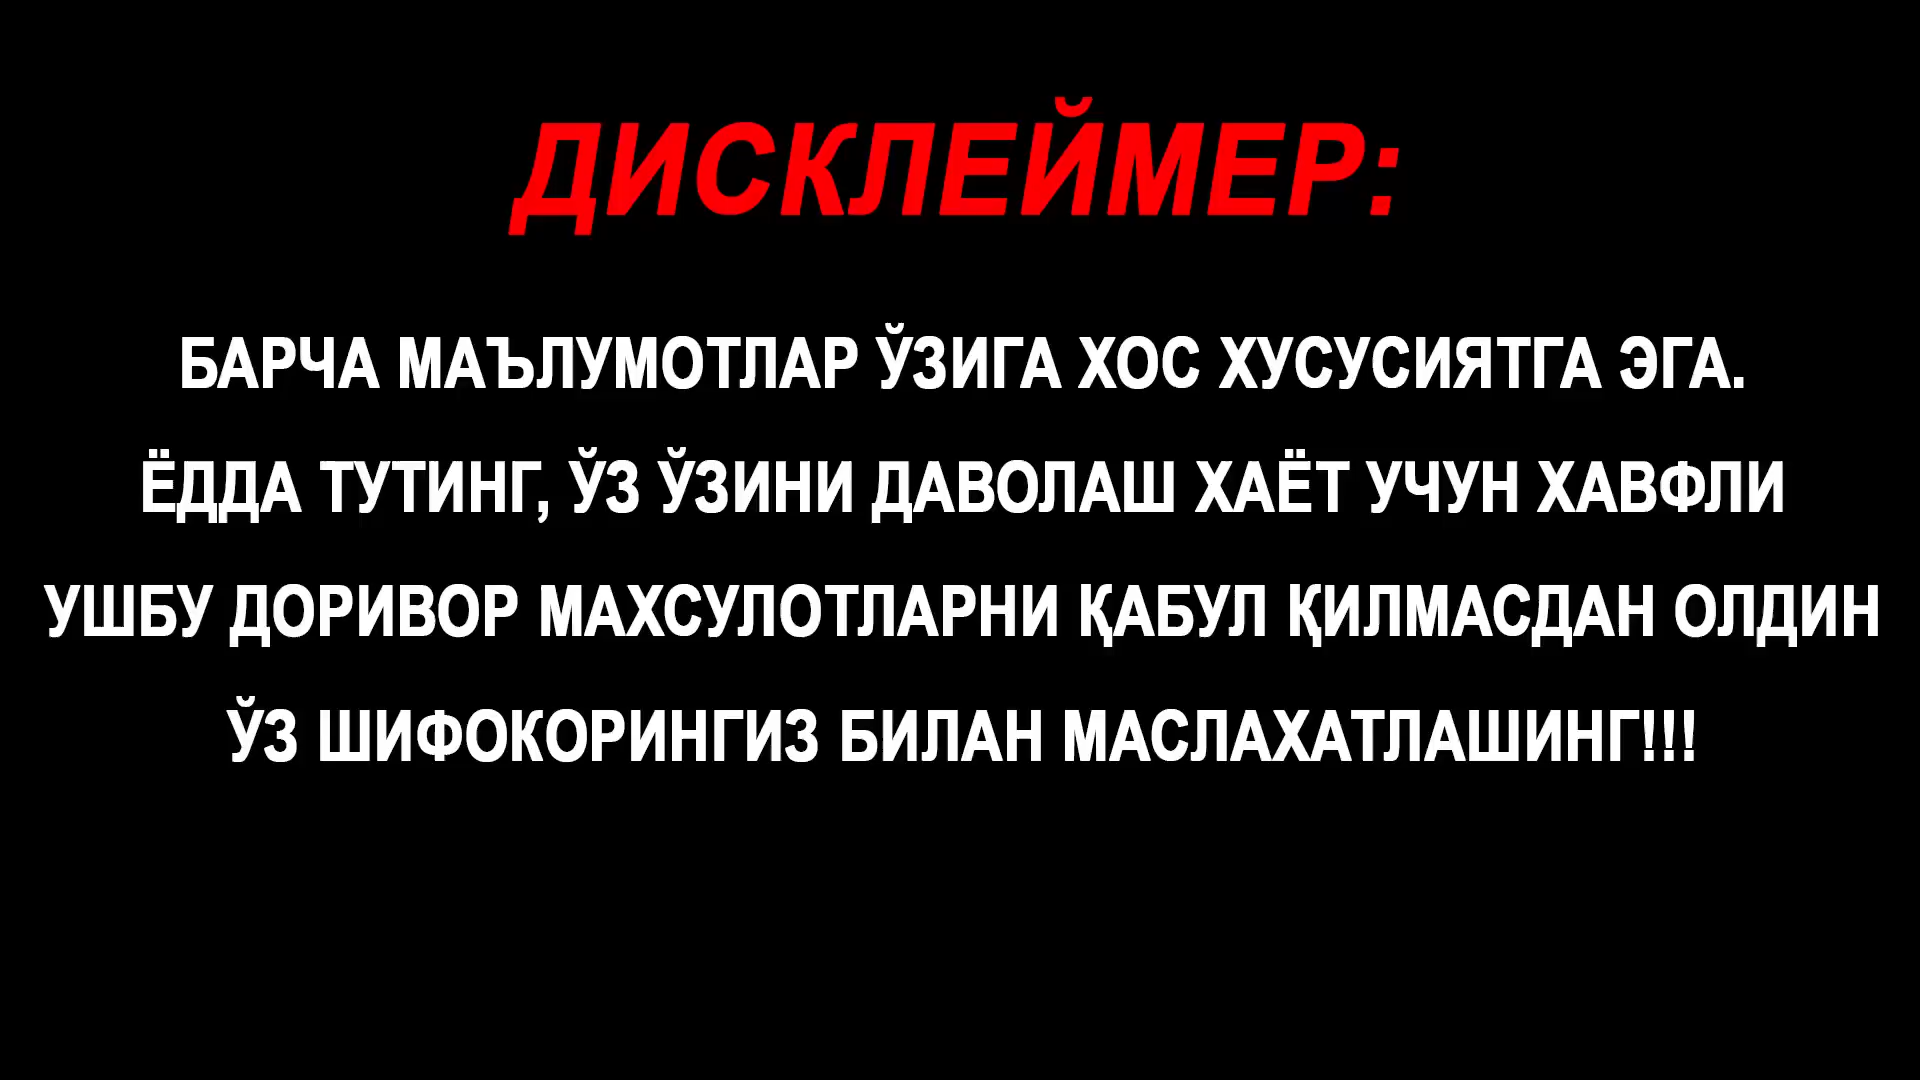 ДИСКЛЕЙМЕР:
БАРЧА МАЪЛУМОТЛАР ЎЗИГА ХОС ХУСУСИЯТГА ЭГА.
ЁДДА ТУТИНГ, ЎЗ ЎЗИНИ ДАВОЛАШ ХАЁТ УЧУН ХАВФЛИ
УШБУ ДОРИВОР МАХСУЛОТЛАРНИ ҚАБУЛ ҚИЛМАСДАН ОЛДИН
ЎЗ ШИФОКОРИНГИЗ БИЛАН МАСЛАХАТЛАШИНГ!!!